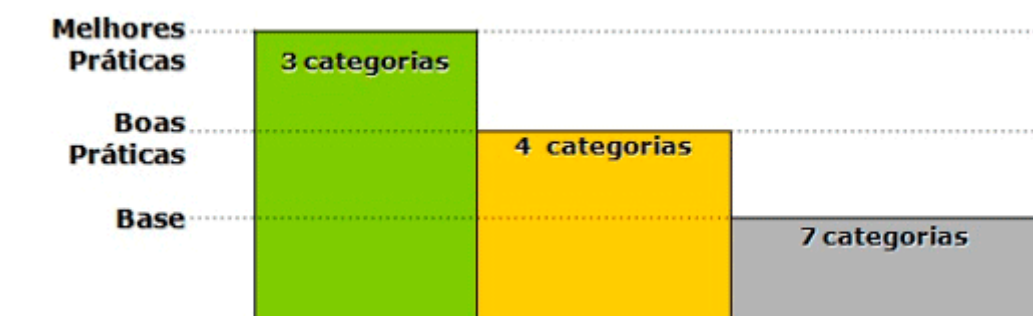 Melhores
Práticas
3 categorias
Boas
Práticas
4 categorias
Base
7 categorias